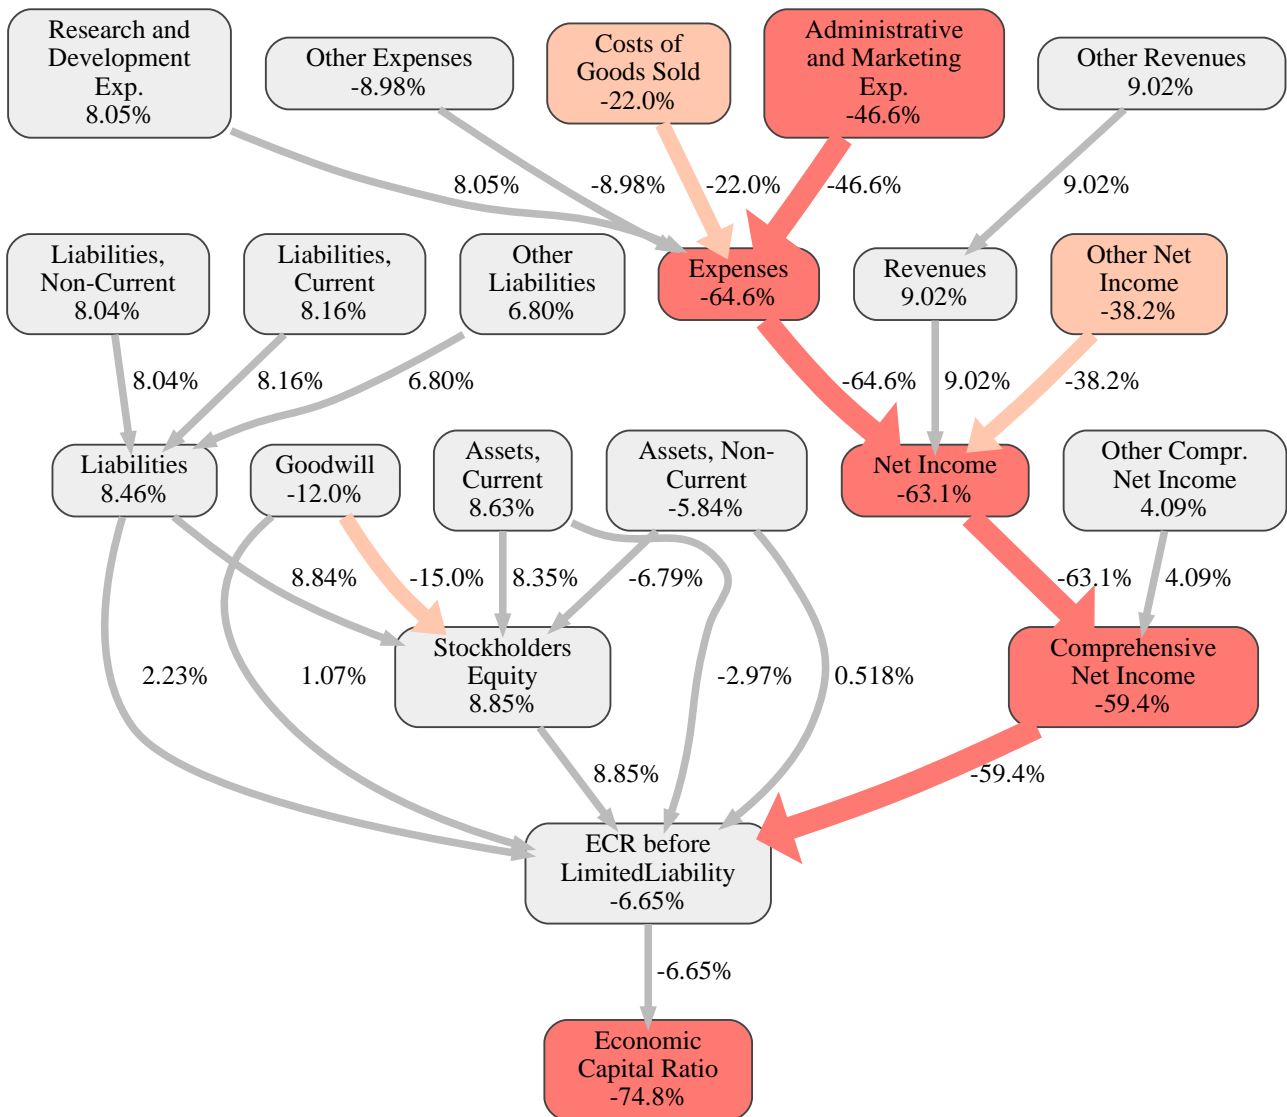 Research and
Development
Exp.
8.05%
Other Expenses
-8.98%
Costs of
Goods Sold
-22.0%
Administrative
and Marketing
Exp.
-46.6%
Other Revenues
9.02%
8.05%
-8.98%
-22.0%
-46.6%
9.02%
Liabilities,
Non-Current
8.04%
Liabilities,
Current
8.16%
Other
Liabilities
6.80%
Expenses
-64.6%
Revenues
9.02%
Other Net
Income
-38.2%
8.04%
8.16%
6.80%
-64.6%
9.02%
-38.2%
Liabilities
8.46%
Goodwill
-12.0%
Assets,
Current
8.63%
Assets, Non-
Current
-5.84%
Net Income
-63.1%
Other Compr.
Net Income
4.09%
8.84%
-15.0%
8.35%
-6.79%
-63.1%
4.09%
2.23%
1.07%
Stockholders
Equity
8.85%
-2.97%
0.518%
Comprehensive
Net Income
-59.4%
8.85%
-59.4%
ECR before
LimitedLiability
-6.65%
-6.65%
Economic
Capital Ratio
-74.8%